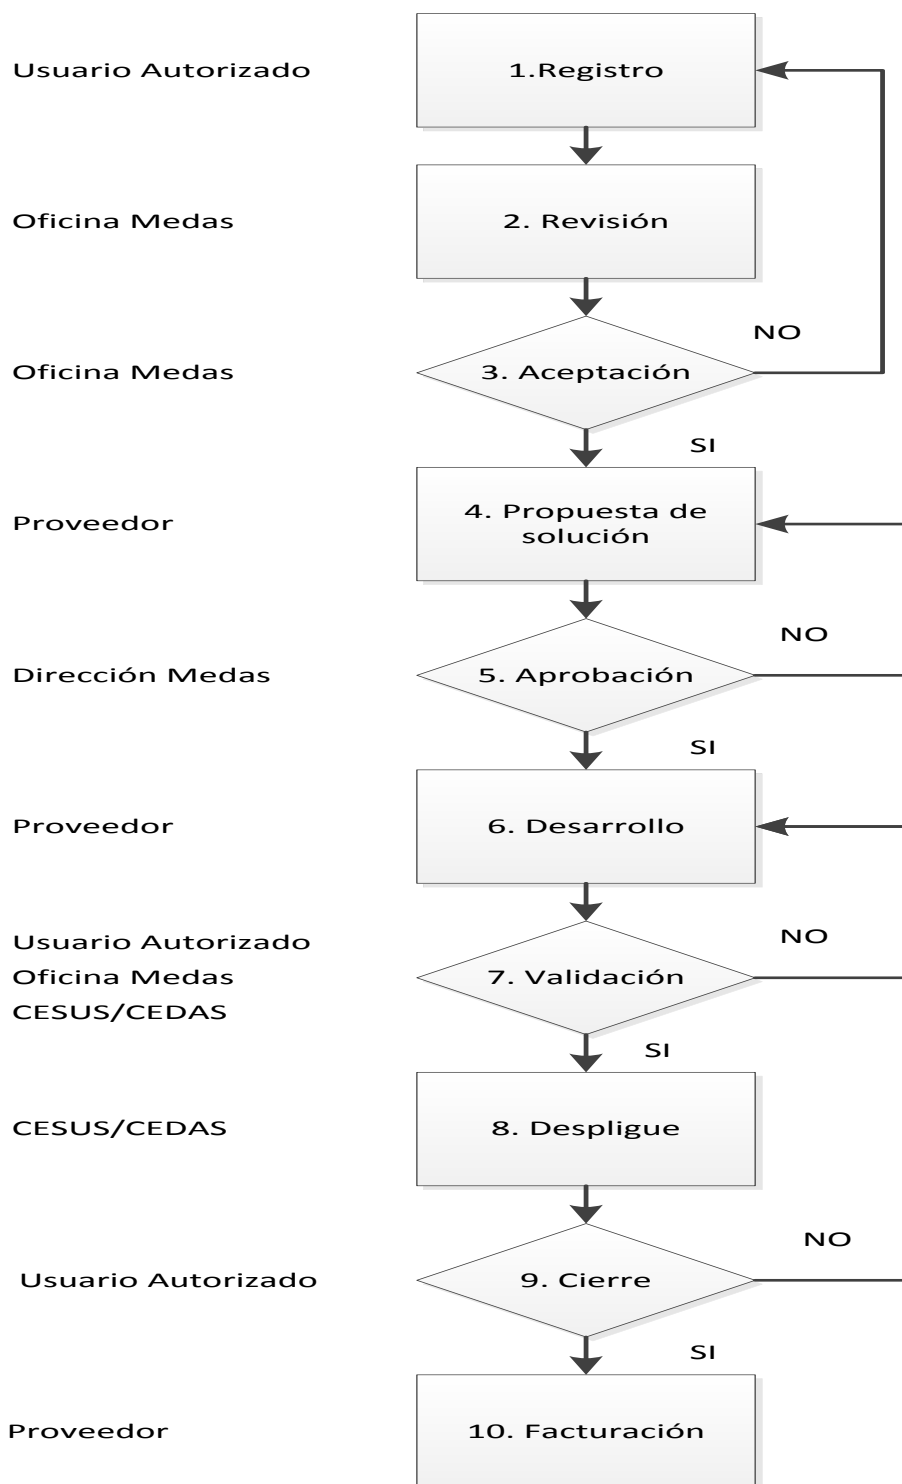 Usuario Autorizado
1.Registro
Oficina Medas
2. Revisión
NO
Oficina Medas
3. Aceptación
SI
Proveedor
4. Propuesta de
solución
NO
Dirección Medas
5. Aprobación
SI
Proveedor
6. Desarrollo
NO
Usuario Autorizado
Oficina Medas
CESUS/CEDAS
7. Validación
SI
CESUS/CEDAS
8. Despligue
NO
Usuario Autorizado
9. Cierre
SI
Proveedor
10. Facturación